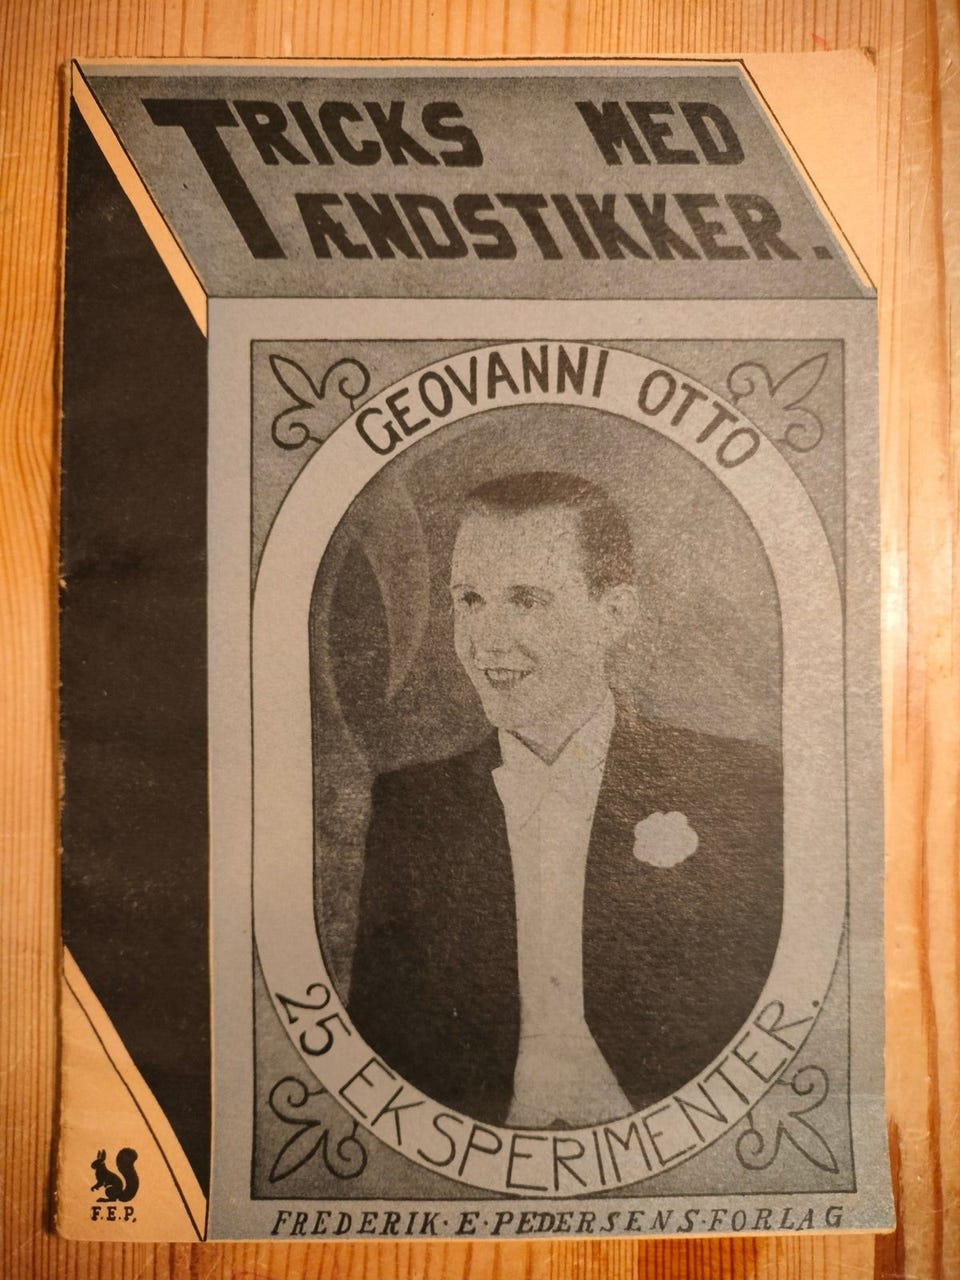 TRICKS MED
TÆNDSTIKKER.
GEOVANNI OTTO
25 EKSPERIMENTER.
F.E.P.
FREDERIK·E·PEDERSENS·FORLAG